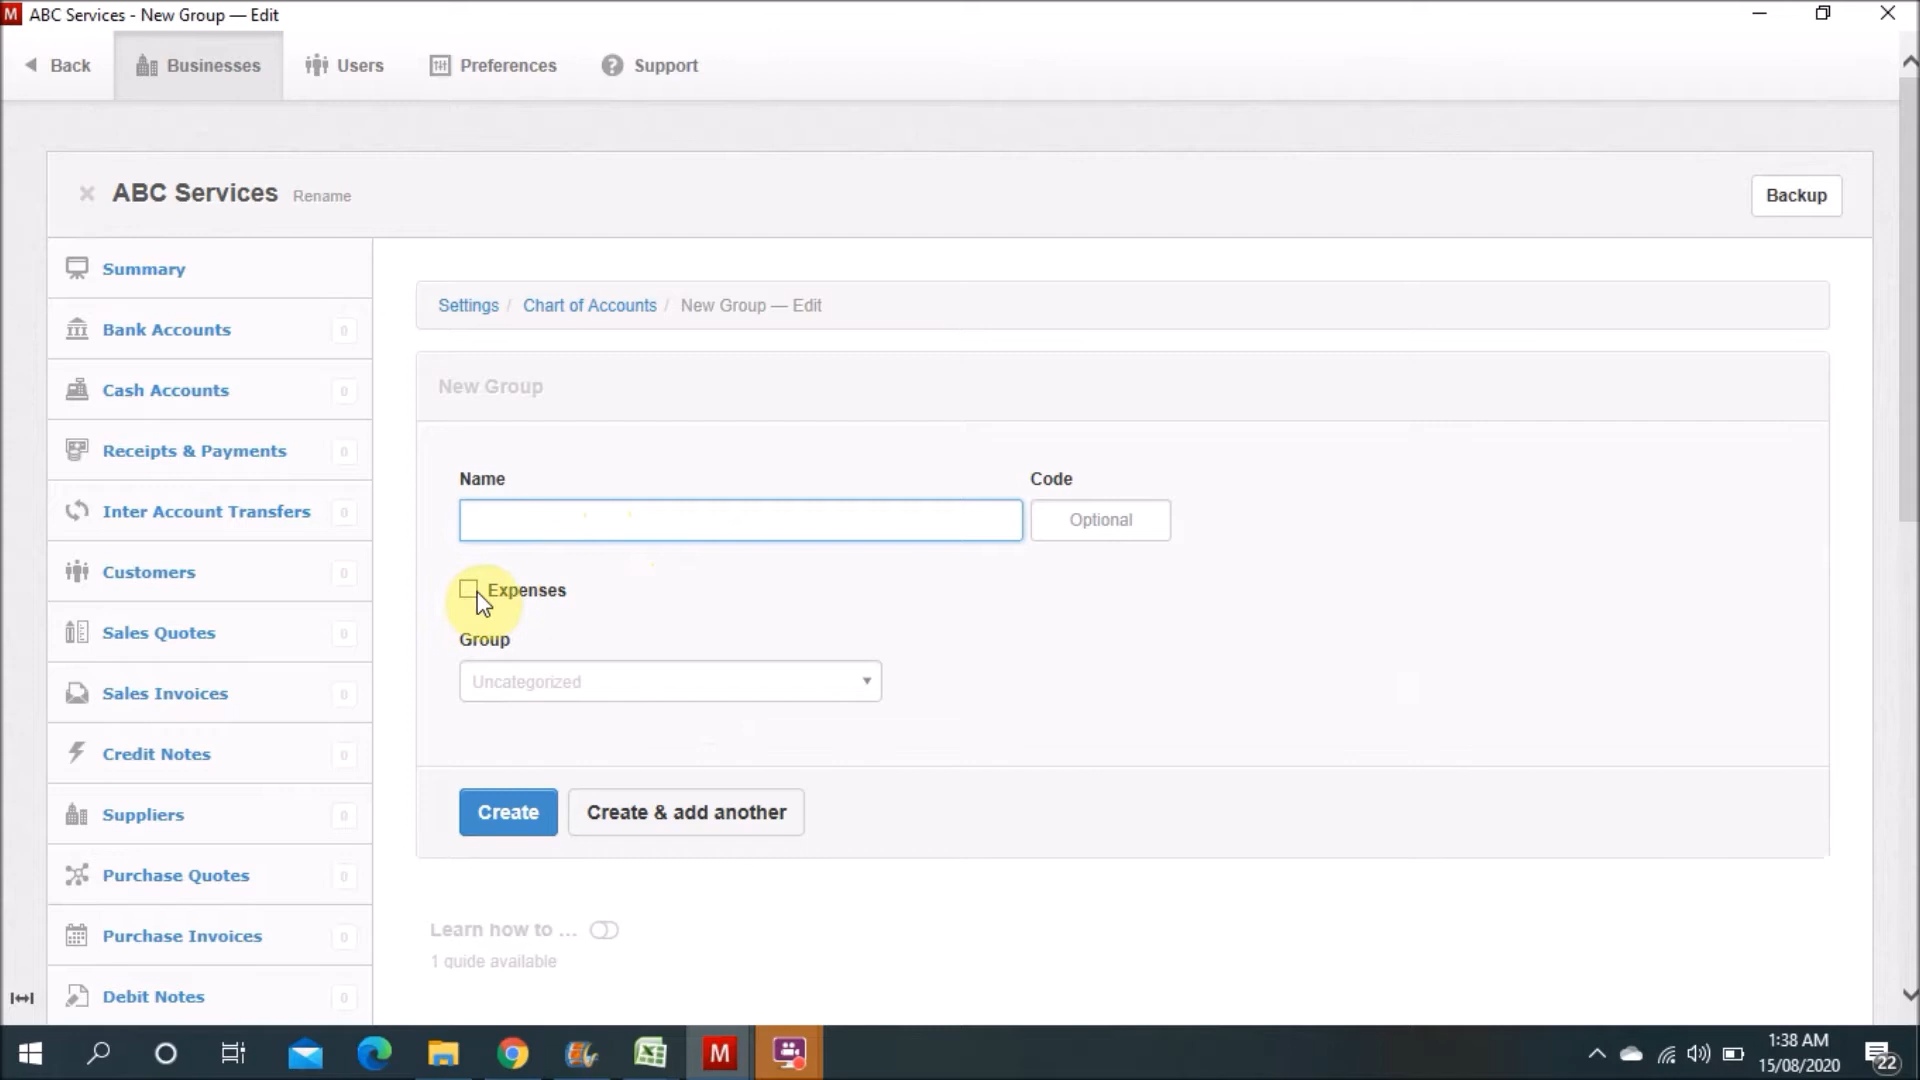 M ABC Services - New Group — Edit
Back
Businesses
Users
Preferences
Support
ABC Services Rename
Backup
Summary
Bank Accounts 0
Cash Accounts 0
Receipts & Payments 0
Inter Account Transfers 0
Customers 0
Sales Quotes 0
Sales Invoices 0
Credit Notes 0
Suppliers 0
Purchase Quotes 0
Purchase Invoices 0
Debit Notes 0
Settings / Chart of Accounts / New Group — Edit
New Group
Name
Code
Optional
Expenses
Group
Uncategorized
Create
Create & add another
Learn how to ...
1 guide available
M
1:38 AM
15/08/2020
22